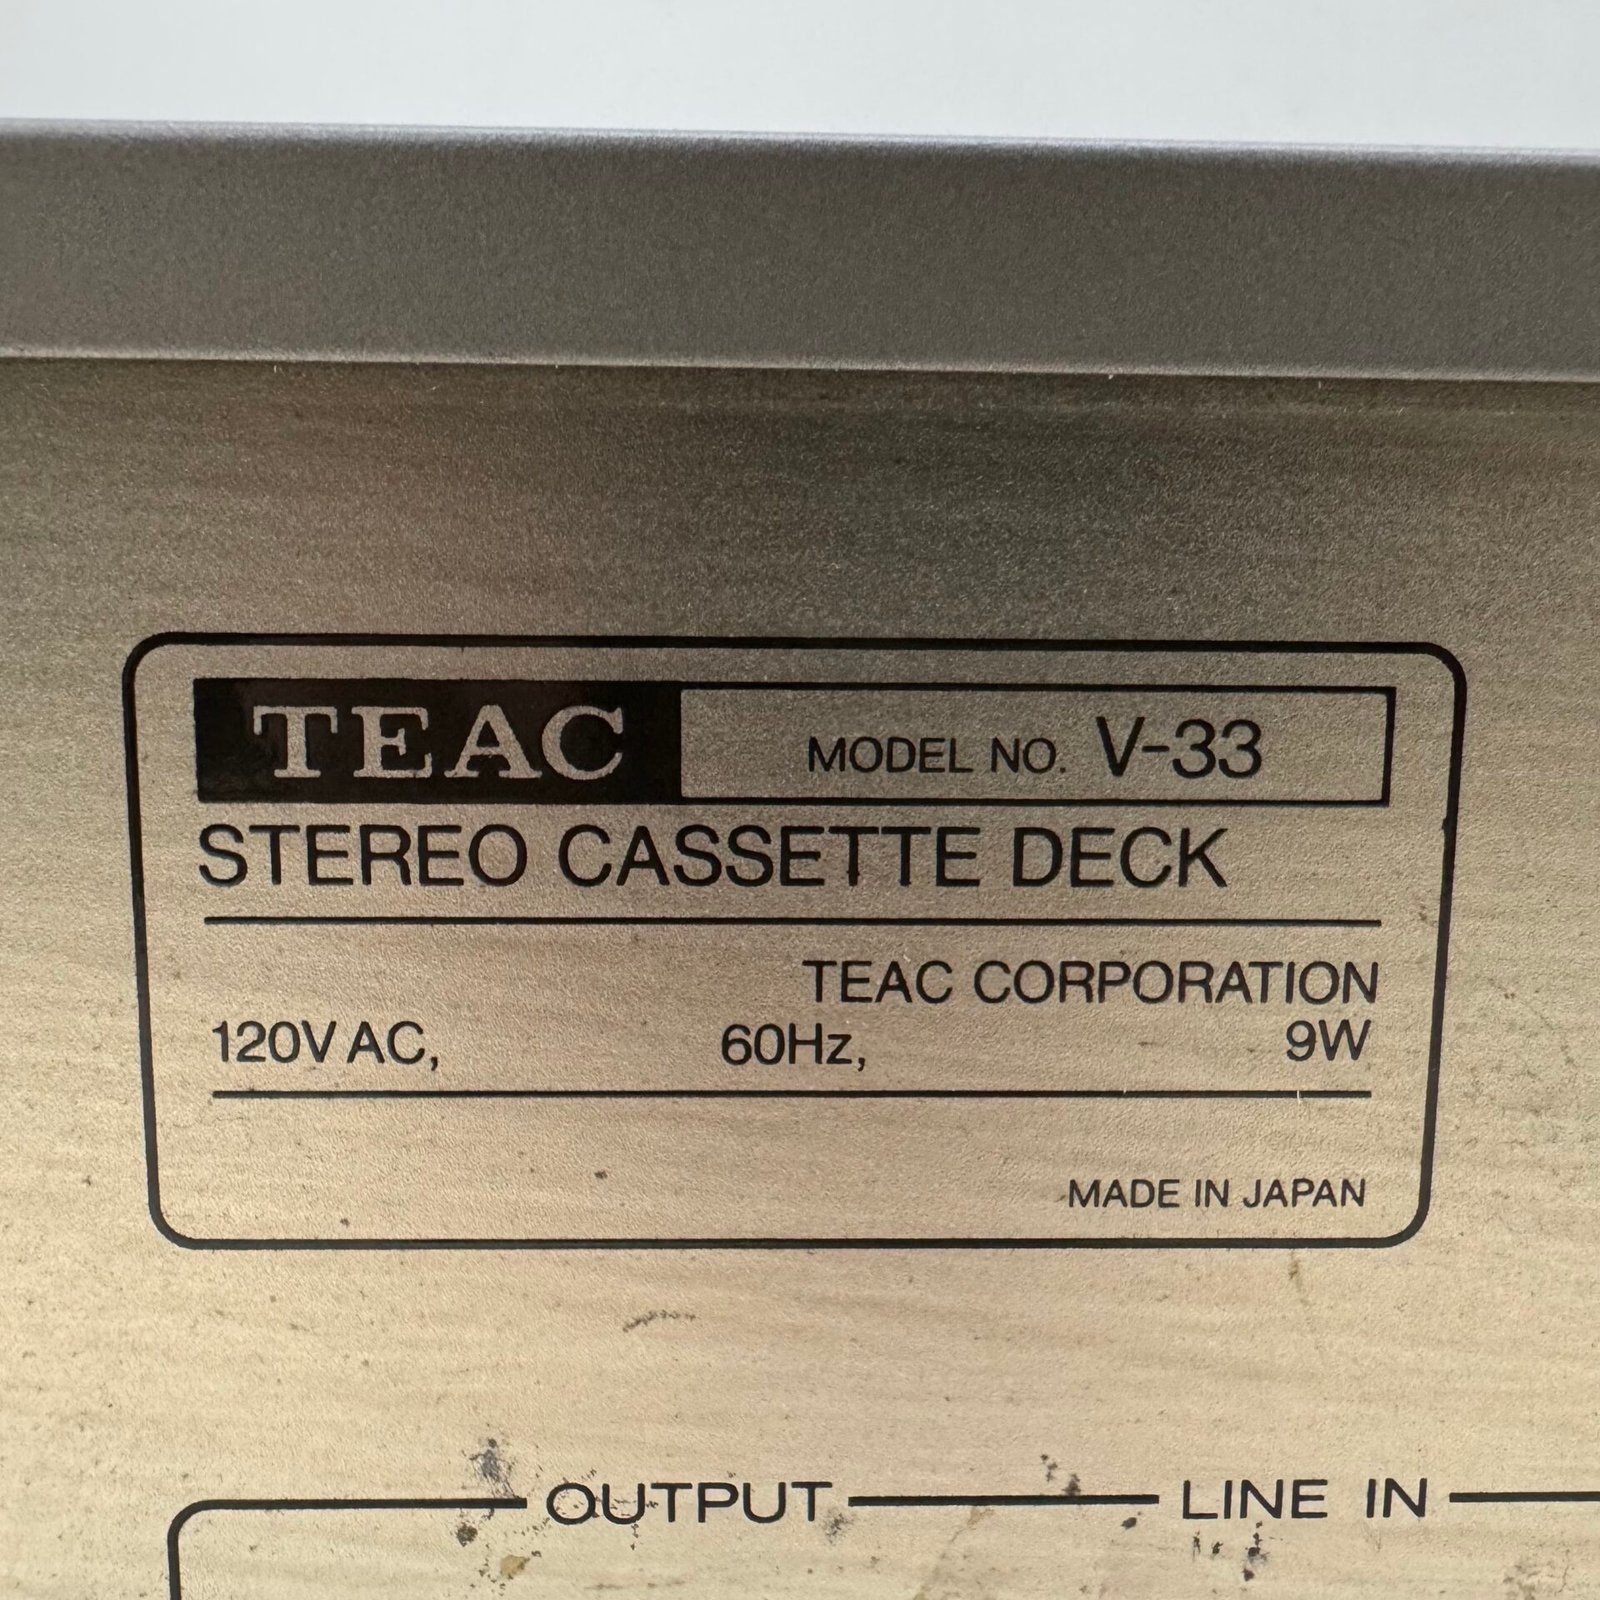 TEAC MODEL NO. V-33
STEREO CASSETTE DECK
TEAC CORPORATION
120V AC, 60Hz, 9W
MADE IN JAPAN
OUTPUT LINE IN